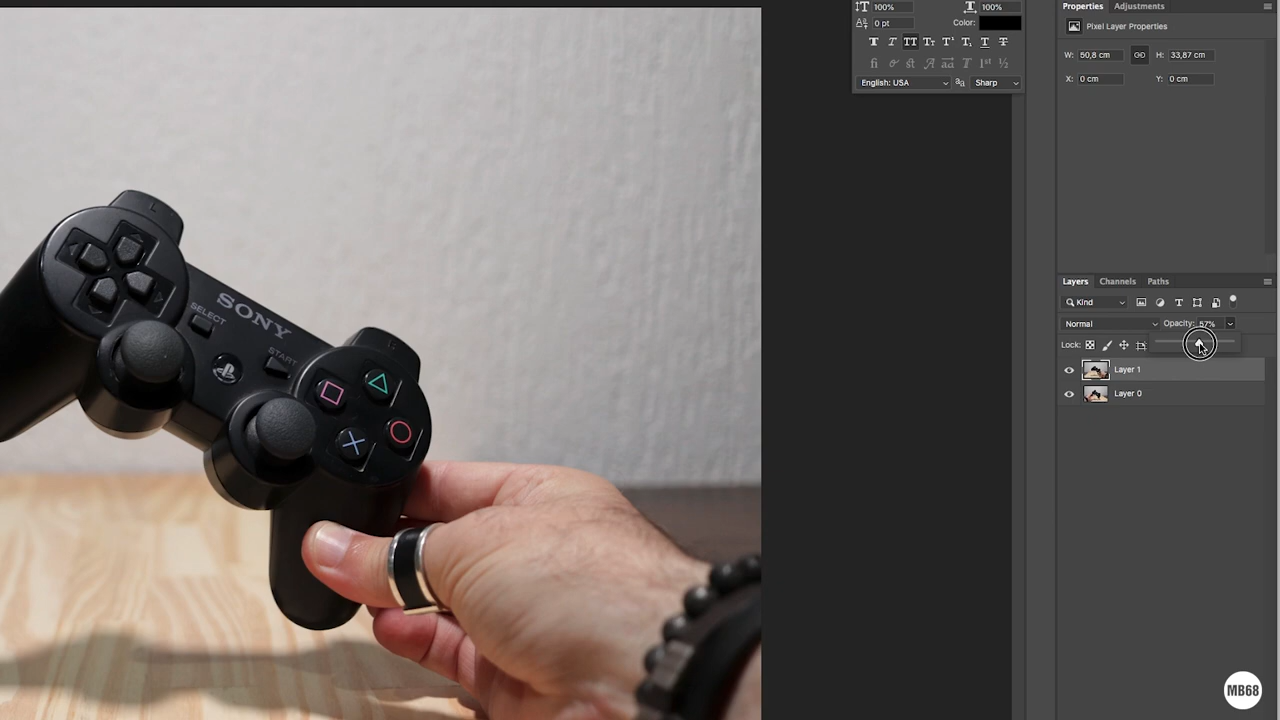 100% 100%
0 pt Color:
English: USA Sharp
Properties Adjustments
Pixel Layer Properties
W: 50,8 cm H: 33,87 cm
X: 0 cm Y: 0 cm
Layers Channels Paths
Kind
Normal Opacity: 57%
Lock:
Layer 1
Layer 0
L
SELECT
SONY
START
R
MB68